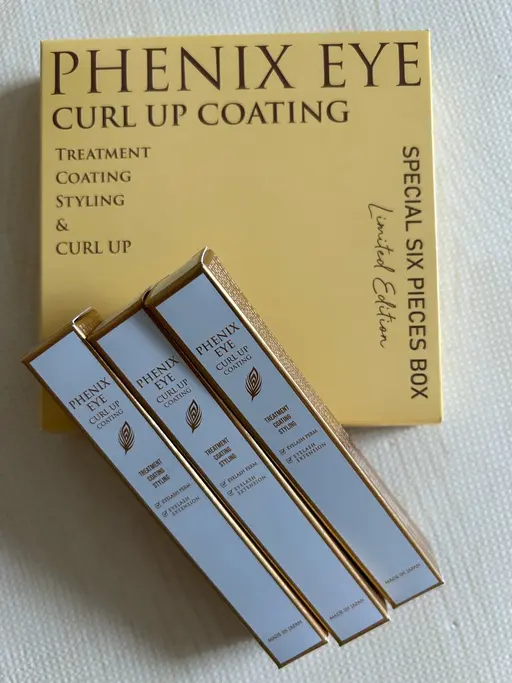 PHENIX EYE
CURL UP COATING
TREATMENT
COATING
STYLING
&
CURL UP
SPECIAL SIX PIECES BOX
Limited Edition
PHENIX
EYE
CURL UP
COATING
TREATMENT
COATING
STYLING
EYELASH PERM
EYELASH
EXTENSION
MADE IN JAPAN
PHENIX
EYE
CURL UP
COATING
TREATMENT
COATING
STYLING
EYELASH PERM
EYELASH
EXTENSION
MADE IN JAPAN
PHENIX
EYE
CURL UP
COATING
TREATMENT
COATING
STYLING
EYELASH PERM
EYELASH
EXTENSION
MADE IN JAPAN